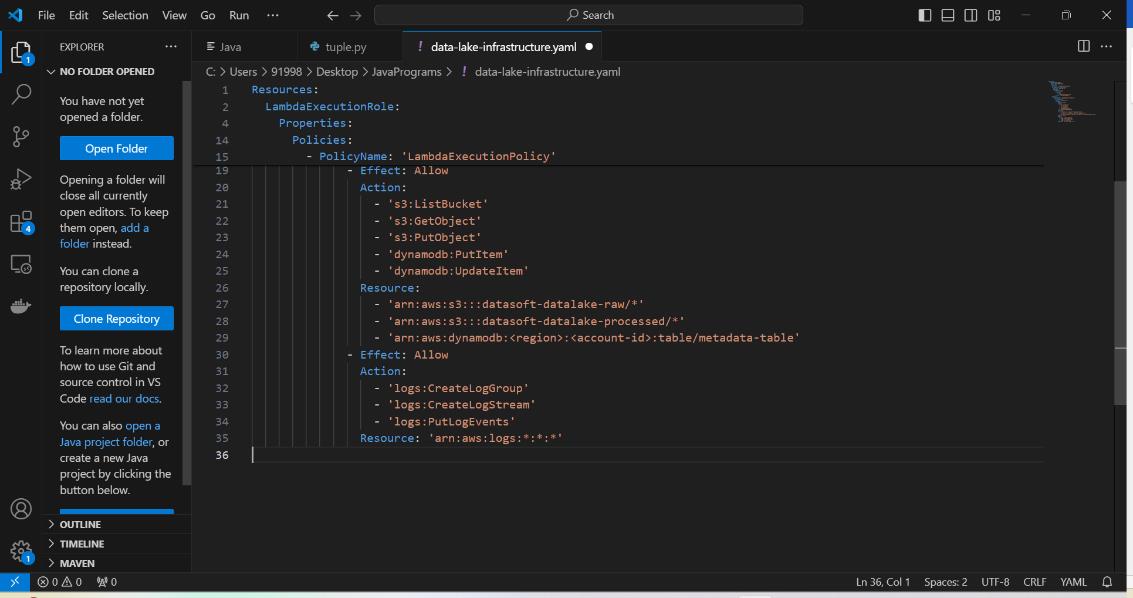 File Edit Selection View Go Run ··· Search
EXPLORER ···
NO FOLDER OPENED
You have not yet
opened a folder.
Open Folder
Opening a folder will
close all currently
open editors. To keep
them open, add a
folder instead.
You can clone a
repository locally.
Clone Repository
To learn more about
how to use Git and
source control in VS
Code read our docs.
You can also open a
Java project folder, or
create a new Java
project by clicking the
button below.
OUTLINE
TIMELINE
MAVEN
1
4
1
Java tuple.py ! data-lake-infrastructure.yaml ●
C: > Users > 91998 > Desktop > JavaPrograms > ! data-lake-infrastructure.yaml
1 Resources:
2 LambdaExecutionRole:
4 Properties:
14 Policies:
15 - PolicyName: 'LambdaExecutionPolicy'
19 - Effect: Allow
20 Action:
21 - 's3:ListBucket'
22 - 's3:GetObject'
23 - 's3:PutObject'
24 - 'dynamodb:PutItem'
25 - 'dynamodb:UpdateItem'
26 Resource:
27 - 'arn:aws:s3:::datasoft-datalake-raw/*'
28 - 'arn:aws:s3:::datasoft-datalake-processed/*'
29 - 'arn:aws:dynamodb:<region>:<account-id>:table/metadata-table'
30 - Effect: Allow
31 Action:
32 - 'logs:CreateLogGroup'
33 - 'logs:CreateLogStream'
34 - 'logs:PutLogEvents'
35 Resource: 'arn:aws:logs:*:*:*'
36
0 0 0 Ln 36, Col 1 Spaces: 2 UTF-8 CRLF YAML